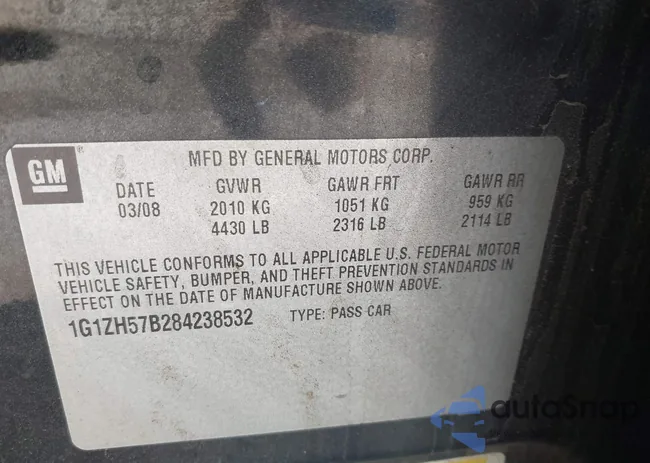 GM
MFD BY GENERAL MOTORS CORP.
DATE GVWR GAWR FRT GAWR RR
03/08 2010 KG 1051 KG 959 KG
4430 LB 2316 LB 2114 LB
THIS VEHICLE CONFORMS TO ALL APPLICABLE U.S. FEDERAL MOTOR
VEHICLE SAFETY, BUMPER, AND THEFT PREVENTION STANDARDS IN
EFFECT ON THE DATE OF MANUFACTURE SHOWN ABOVE.
1G1ZH57B284238532 TYPE: PASS CAR
autoSnap